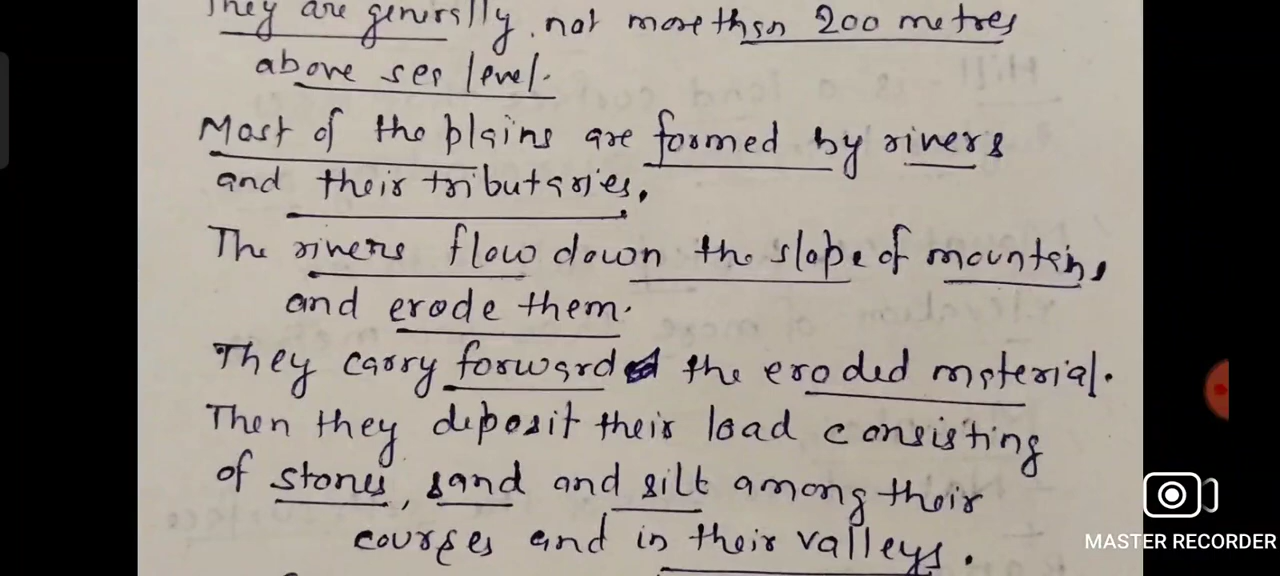 They are generally not more than 200 metres
above sea level.
Most of the plains are formed by rivers
and their tributaries.
The rivers flow down the slope of mountains
and erode them.
They carry forward the eroded material.
Then they deposit their load consisting
of stones, sand and silt among their
courses and in their valleys.
MASTER RECORDER